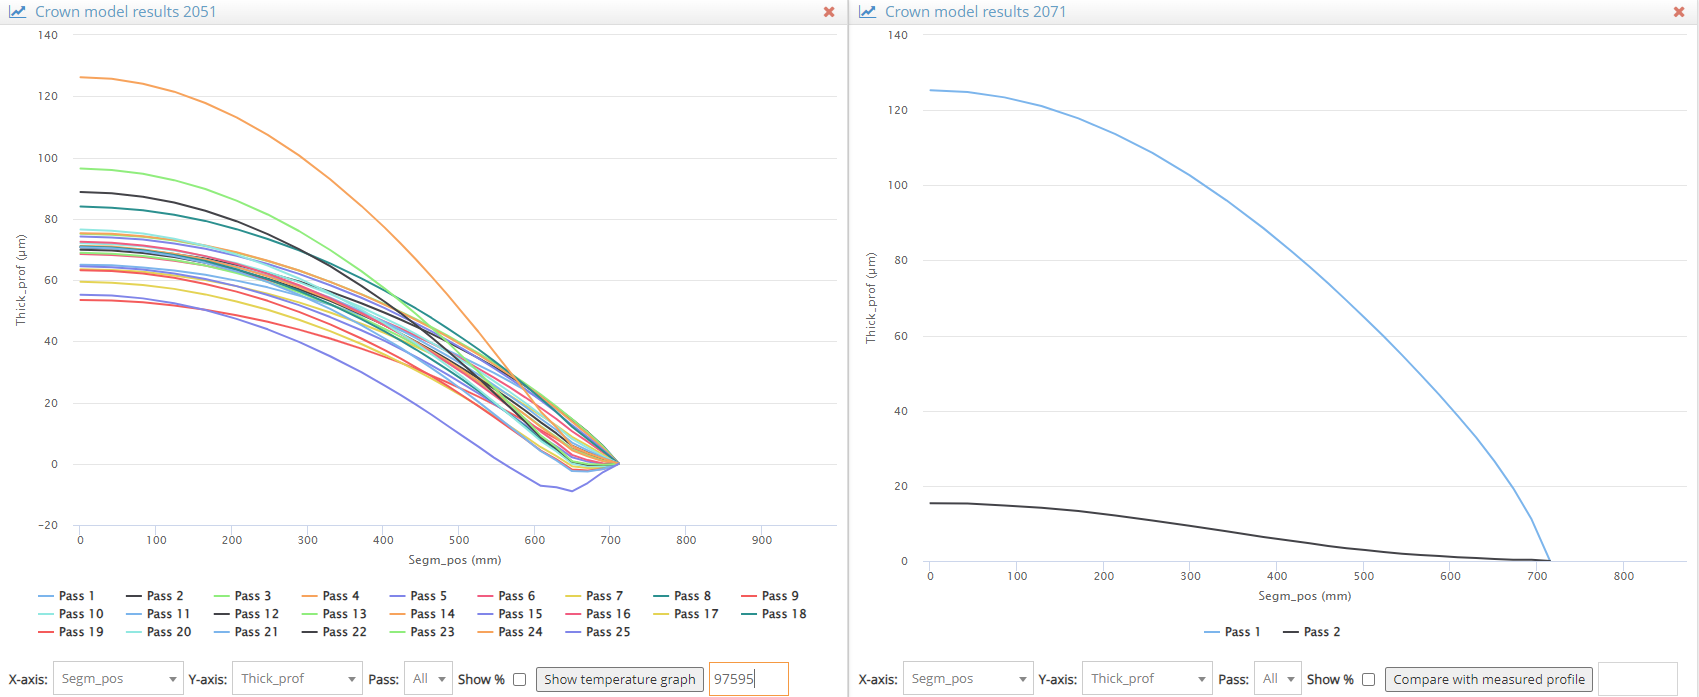 Crown model results 2051
140
120
100
80
60
40
20
0
−20
Thick_prof (μm)
0 100 200 300 400 500 600 700 800 900
Segm_pos (mm)
Pass 1 Pass 2 Pass 3 Pass 4 Pass 5 Pass 6 Pass 7 Pass 8 Pass 9
Pass 10 Pass 11 Pass 12 Pass 13 Pass 14 Pass 15 Pass 16 Pass 17 Pass 18
Pass 19 Pass 20 Pass 21 Pass 22 Pass 23 Pass 24 Pass 25
X-axis: Segm_pos Y-axis: Thick_prof Pass: All Show % Show temperature graph 97595
Crown model results 2071
140
120
100
80
60
40
20
0
Thick_prof (μm)
0 100 200 300 400 500 600 700 800
Segm_pos (mm)
Pass 1 Pass 2
X-axis: Segm_pos Y-axis: Thick_prof Pass: All Show % Compare with measured profile